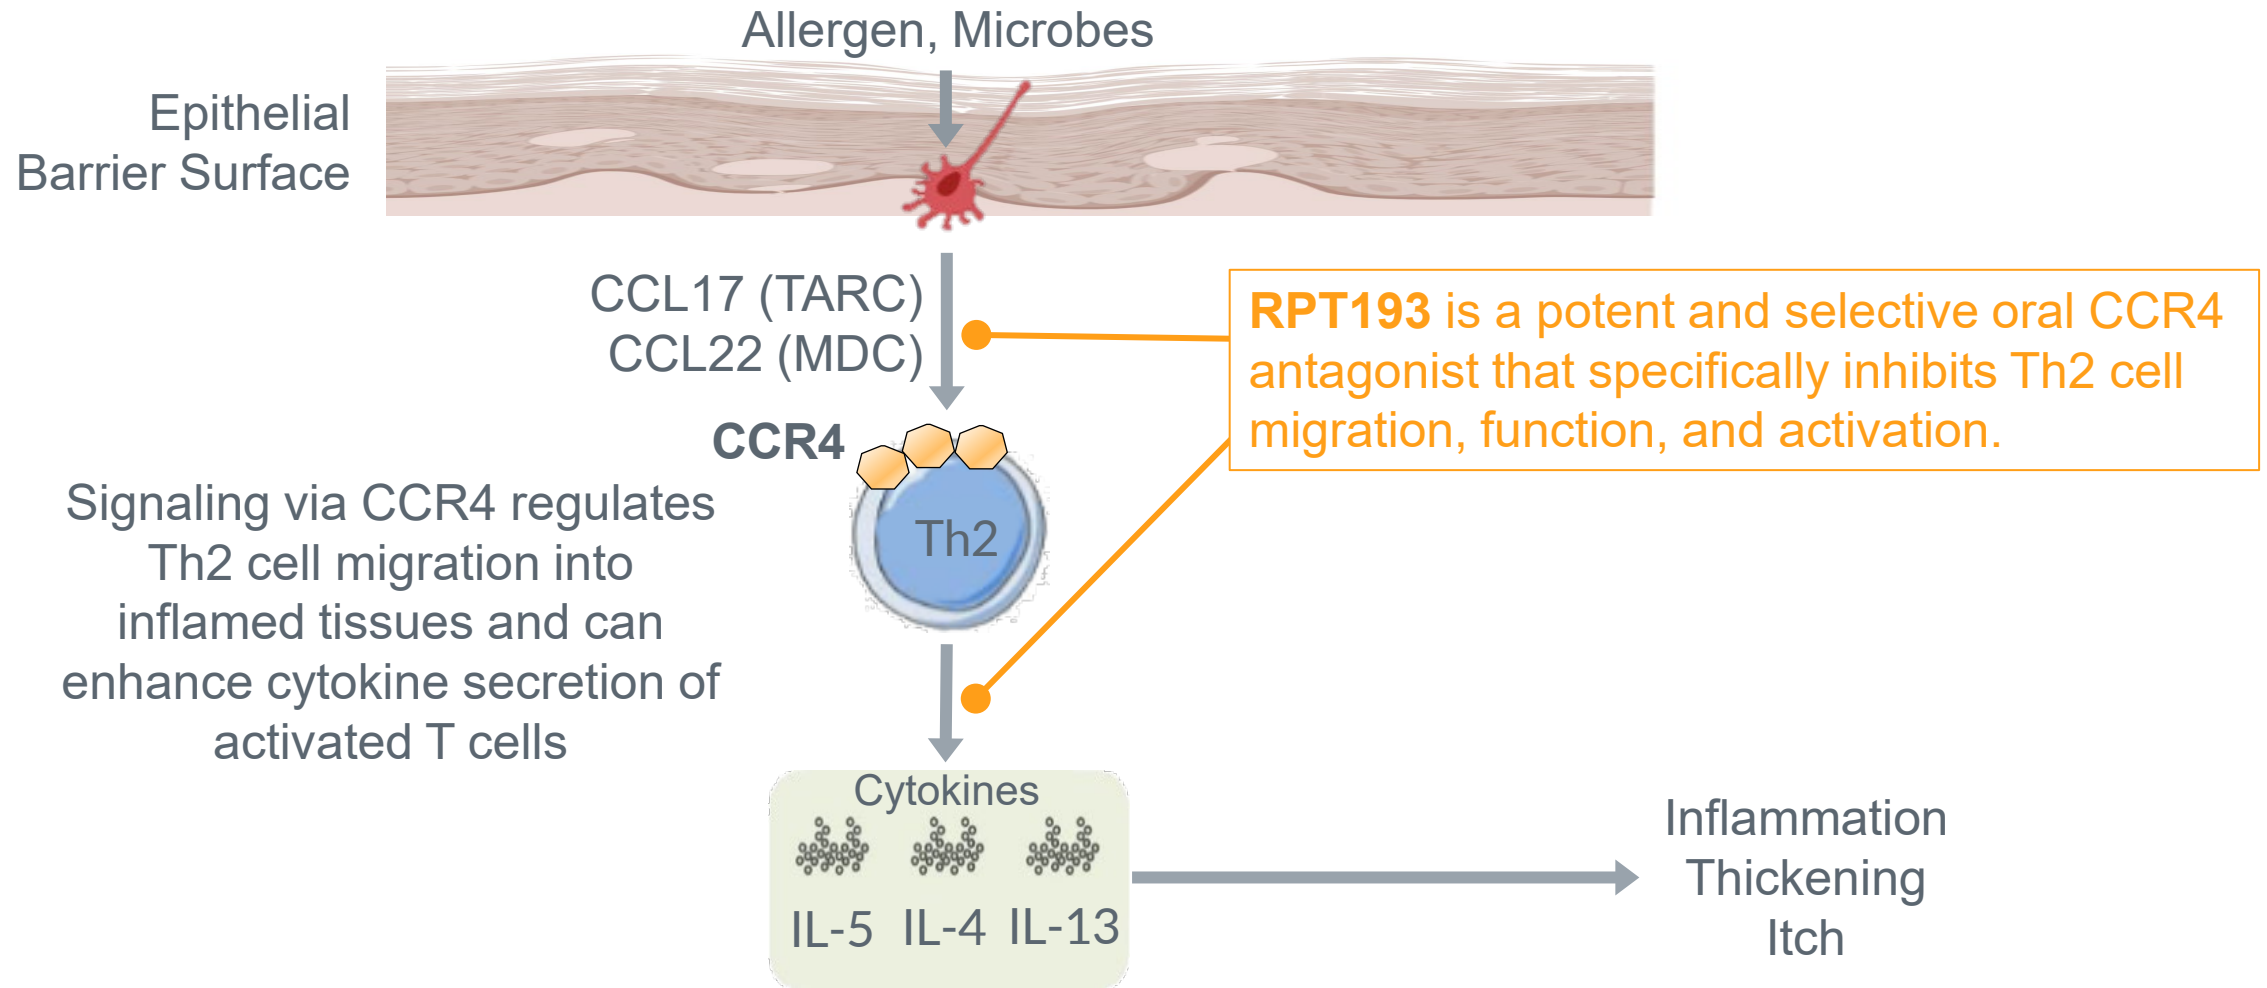 Allergen, Microbes
Epithelial
Barrier Surface
CCL17 (TARC)
CCL22 (MDC)
RPT193 is a potent and selective oral CCR4
antagonist that specifically inhibits Th2 cell
migration, function, and activation.
CCR4
Signaling via CCR4 regulates
Th2 cell migration into
inflamed tissues and can
enhance cytokine secretion of
activated T cells
Th2
Cytokines
IL-5 IL-4 IL-13
Inflammation
Thickening
Itch